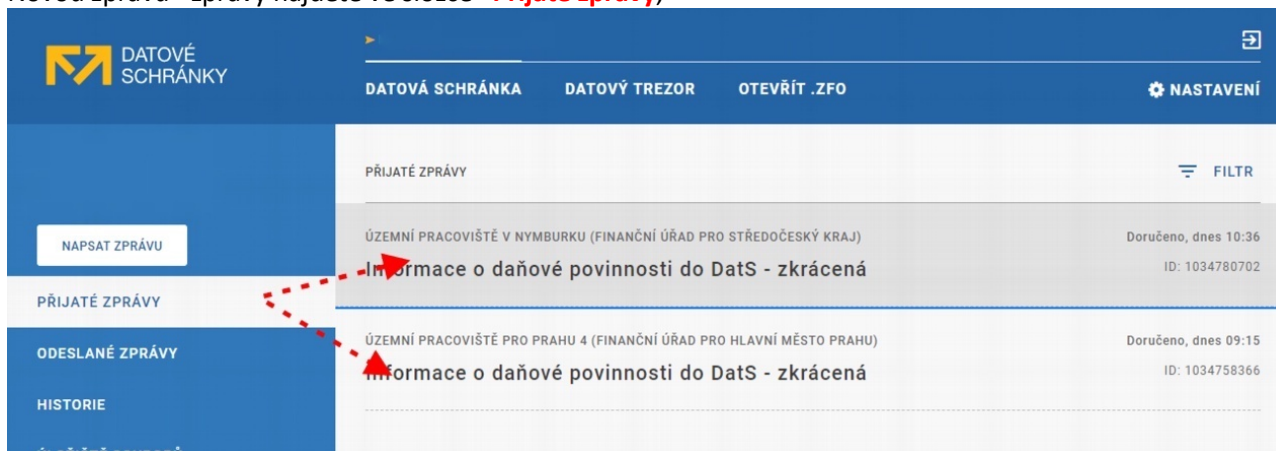 DATOVÉ
SCHRÁNKY
DATOVÁ SCHRÁNKA DATOVÝ TREZOR OTEVŘÍT .ZFO NASTAVENÍ
PŘIJATÉ ZPRÁVY FILTR
NAPSAT ZPRÁVU
PŘIJATÉ ZPRÁVY
ODESLANÉ ZPRÁVY
HISTORIE
ÚZEMNÍ PRACOVIŠTĚ V NYMBURKU (FINANČNÍ ÚŘAD PRO STŘEDOČESKÝ KRAJ) Doručeno, dnes 10:36
Informace o daňové povinnosti do DatS - zkrácená ID: 1034780702
ÚZEMNÍ PRACOVIŠTĚ PRO PRAHU 4 (FINANČNÍ ÚŘAD PRO HLAVNÍ MĚSTO PRAHU) Doručeno, dnes 09:15
Informace o daňové povinnosti do DatS - zkrácená ID: 1034758366